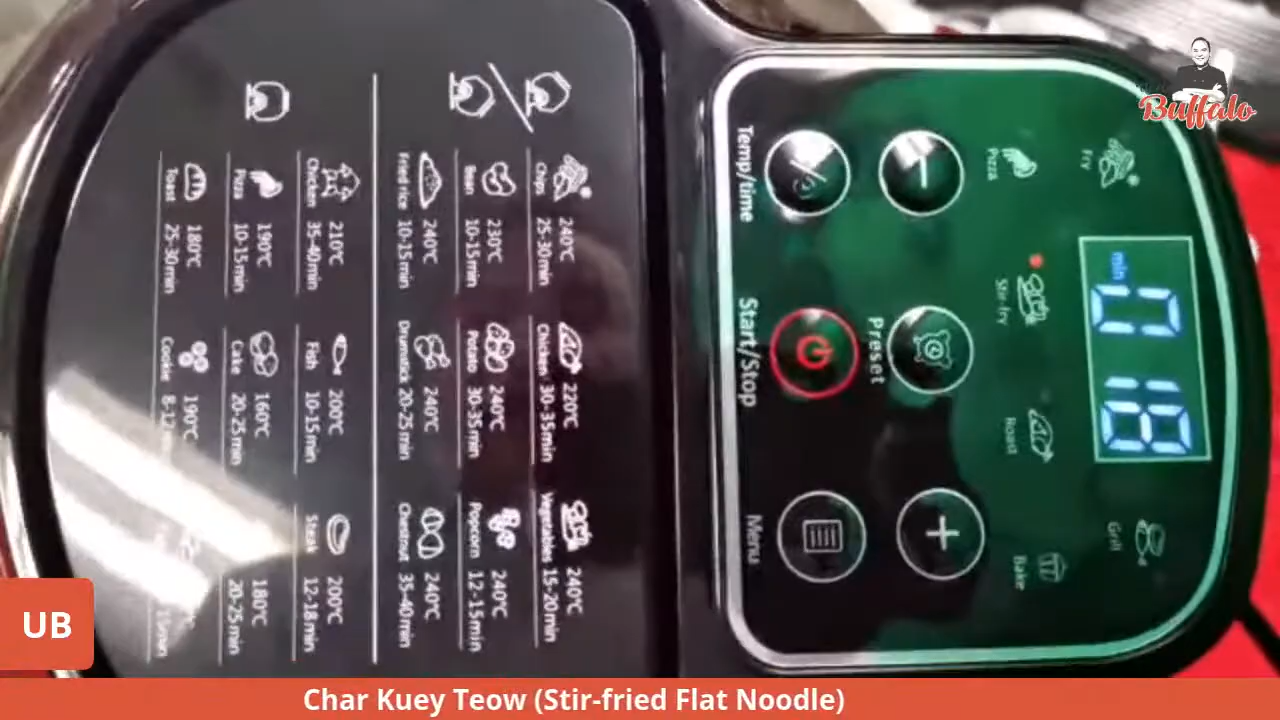 Buffalo
Fry Grill
min
Pizza Stir-fry Roast Bake
Preset
Temp/time Start/Stop Menu
240℃ 220℃ 240℃
Chips 25-30min Chicken 30-35min Vegetables 15-20min
230℃ 240℃ 240℃
Bean 10-15min Potato 30-35min Popcorn 12-15min
240℃ 240℃ 240℃
Fried rice 10-15min Drumstick 20-25min Chestnut 35-40min
210℃ 200℃ 200℃
Chicken 35-40min Fish 10-15min Steak 12-18min
190℃ 160℃ 180℃
Pizza 10-15min Cake 20-25min 20-25min
180℃ 190℃
Toast 25-30min Cookie
UB
Char Kuey Teow (Stir-fried Flat Noodle)